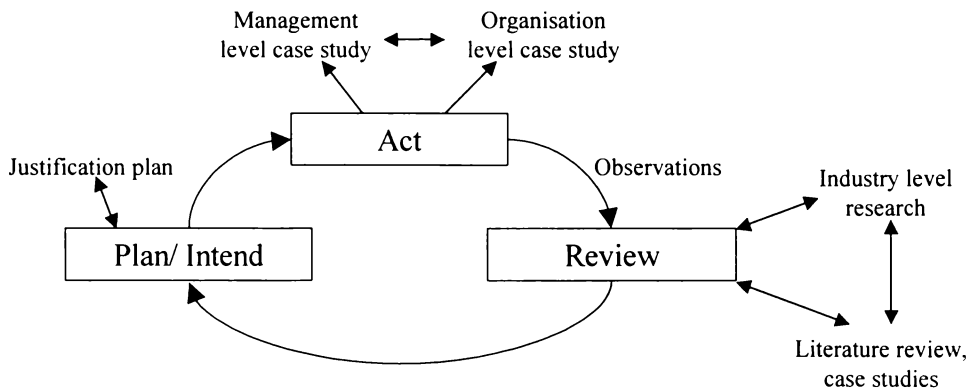 Management
level case study
Organisation
level case study
Act
Justification plan
Observations
Industry level
research
Plan/ Intend
Review
Literature review,
case studies